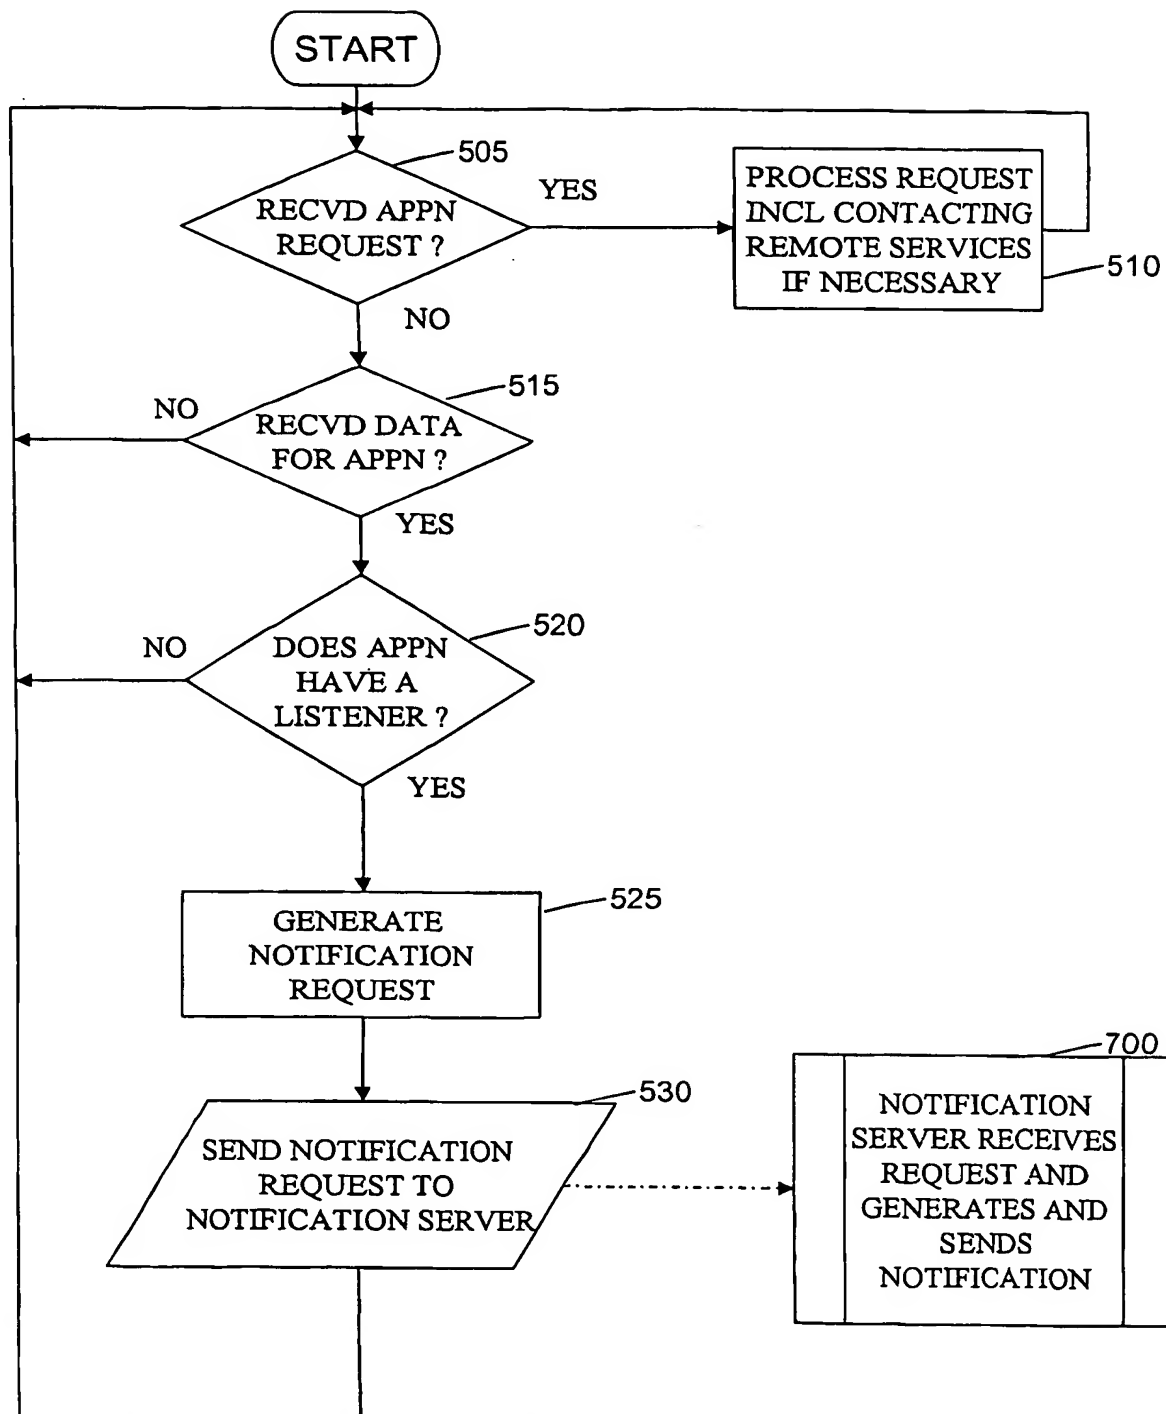 START
505
RECVD APPN
REQUEST ?
YES
PROCESS REQUEST
INCL CONTACTING
REMOTE SERVICES
IF NECESSARY
510
NO
515
RECVD DATA
FOR APPN ?
NO
YES
520
DOES APPN
HAVE A
LISTENER ?
NO
YES
525
GENERATE
NOTIFICATION
REQUEST
530
SEND NOTIFICATION
REQUEST TO
NOTIFICATION SERVER
700
NOTIFICATION
SERVER RECEIVES
REQUEST AND
GENERATES AND
SENDS
NOTIFICATION